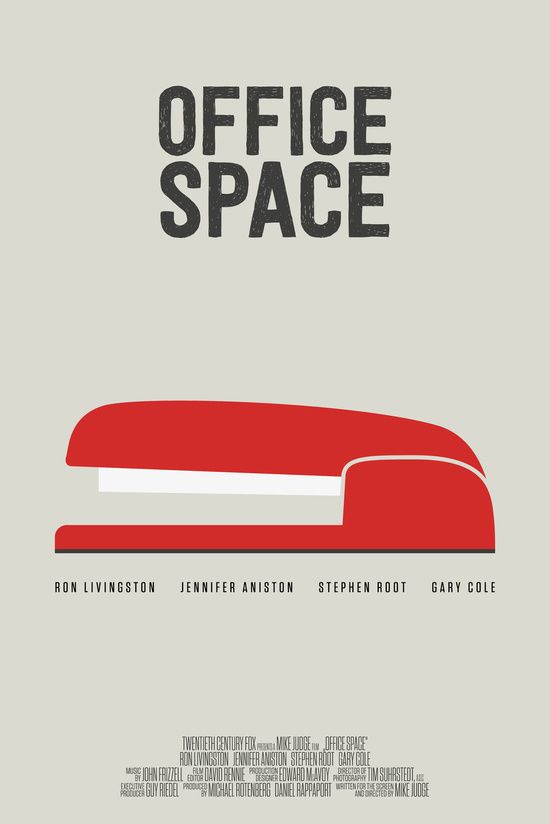 OFFICE
SPACE
RON LIVINGSTON JENNIFER ANISTON STEPHEN ROOT GARY COLE
TWENTIETH CENTURY FOX PRESENTS A MIKE JUDGE FILM „OFFICE SPACE“
RON LIVINGSTON JENNIFER ANISTON STEPHEN ROOT GARY COLE
MUSIC BY JOHN FRIZZELL FILM EDITOR DAVID RENNIE PRODUCTION DESIGNER EDWARD MCAVOY DIRECTOR OF PHOTOGRAPHY TIM SUHRSTEDT,
EXECUTIVE PRODUCER GUY RIEDEL PRODUCED BY MICHAEL ROTENBERG DANIEL RAPPAPORT WRITTEN FOR THE SCREEN AND DIRECTED BY MIKE JUDGE